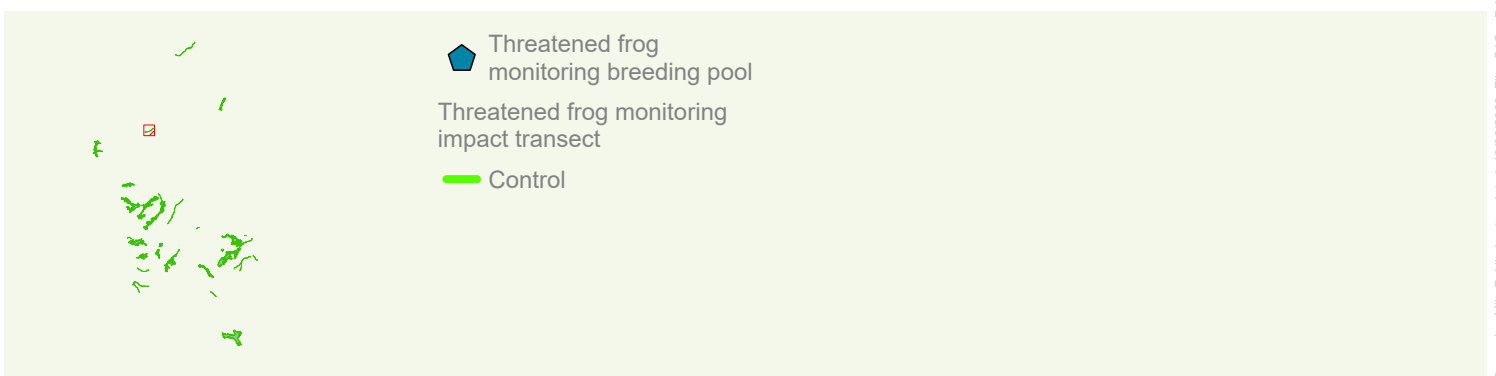 Threatened frog
monitoring breeding pool
Threatened frog monitoring
impact transect
Control